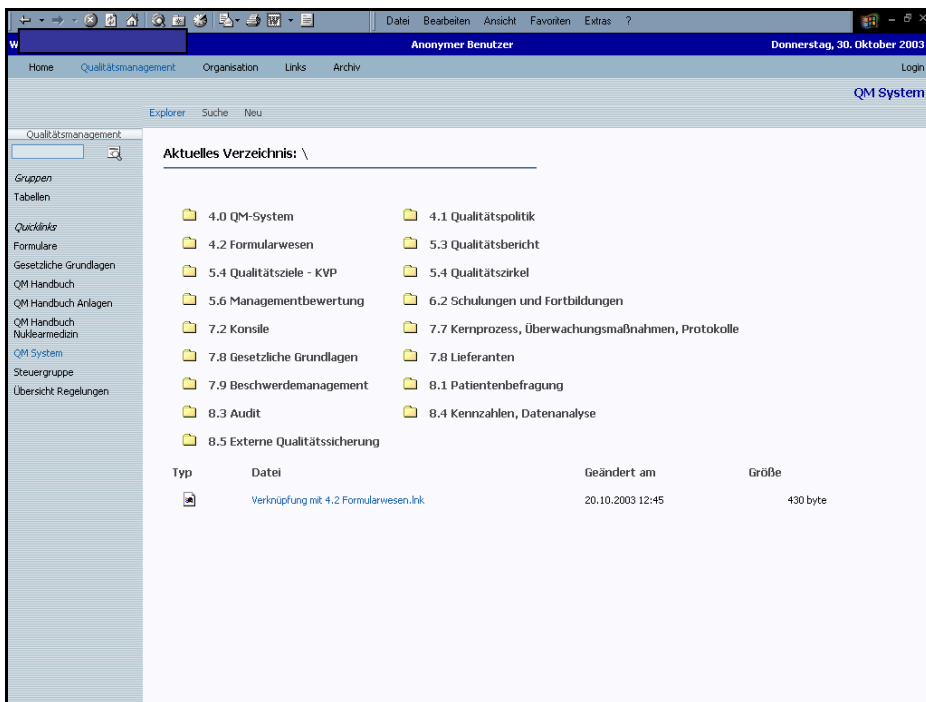 Datei Bearbeiten Ansicht Favoriten Extras ?
W Anonymer Benutzer Donnerstag, 30. Oktober 2003
Home Qualitätsmanagement Organisation Links Archiv Login
QM System
Explorer Suche Neu
Qualitätsmanagement
Aktuelles Verzeichnis: \
Gruppen
Tabellen
Quicklinks
Formulare
Gesetzliche Grundlagen
QM Handbuch
QM Handbuch Anlagen
QM Handbuch
Nuklearmedizin
QM System
Steuergruppe
Übersicht Regelungen
4.0 QM-System 4.1 Qualitätspolitik
4.2 Formularwesen 5.3 Qualitätsbericht
5.4 Qualitätsziele - KVP 5.4 Qualitätszirkel
5.6 Managementbewertung 6.2 Schulungen und Fortbildungen
7.2 Konsile 7.7 Kernprozess, Überwachungsmaßnahmen, Protokolle
7.8 Gesetzliche Grundlagen 7.8 Lieferanten
7.9 Beschwerdemanagement 8.1 Patientenbefragung
8.3 Audit 8.4 Kennzahlen, Datenanalyse
8.5 Externe Qualitätssicherung
Typ Datei Geändert am Größe
Verknüpfung mit 4.2 Formularwesen.lnk 20.10.2003 12:45 430 byte